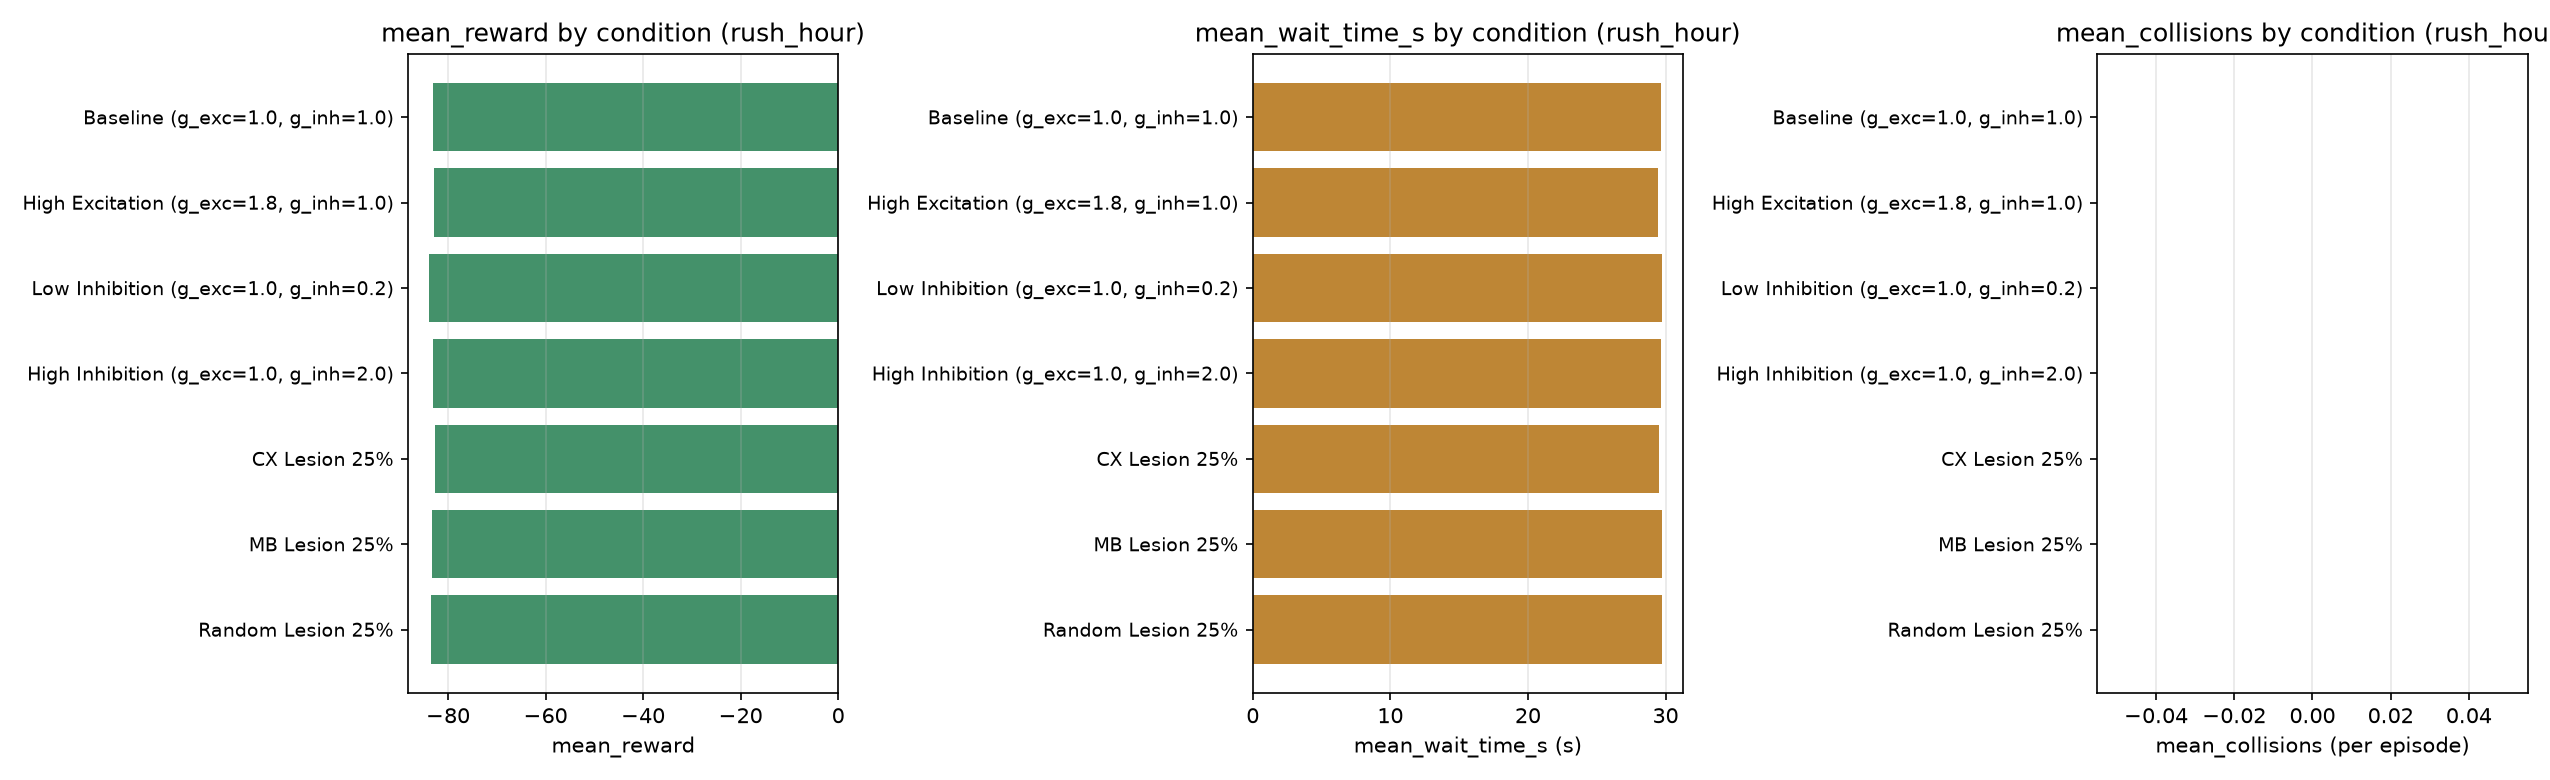 mean_reward by condition (rush_hour)
Baseline (g_exc=1.0, g_inh=1.0)
High Excitation (g_exc=1.8, g_inh=1.0)
Low Inhibition (g_exc=1.0, g_inh=0.2)
High Inhibition (g_exc=1.0, g_inh=2.0)
CX Lesion 25%
MB Lesion 25%
Random Lesion 25%
−80 −60 −40 −20 0
mean_reward
mean_wait_time_s by condition (rush_hour)
Baseline (g_exc=1.0, g_inh=1.0)
High Excitation (g_exc=1.8, g_inh=1.0)
Low Inhibition (g_exc=1.0, g_inh=0.2)
High Inhibition (g_exc=1.0, g_inh=2.0)
CX Lesion 25%
MB Lesion 25%
Random Lesion 25%
0 10 20 30
mean_wait_time_s (s)
mean_collisions by condition (rush_hou
Baseline (g_exc=1.0, g_inh=1.0)
High Excitation (g_exc=1.8, g_inh=1.0)
Low Inhibition (g_exc=1.0, g_inh=0.2)
High Inhibition (g_exc=1.0, g_inh=2.0)
CX Lesion 25%
MB Lesion 25%
Random Lesion 25%
−0.04 −0.02 0.00 0.02 0.04
mean_collisions (per episode)